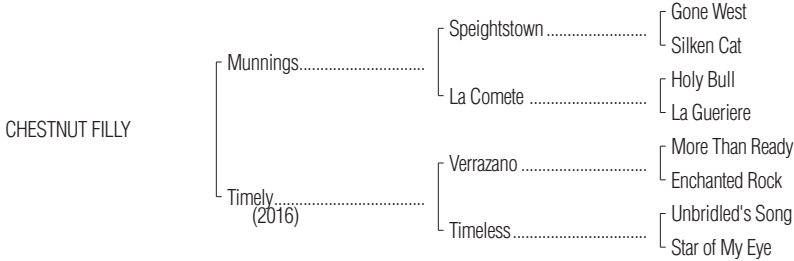 Gone West
Speightstown ..........................
Silken Cat
Munnings................................
Holy Bull
La Comete ..............................
La Gueriere
CHESTNUT FILLY
More Than Ready
Verrazano ................................
Enchanted Rock
Timely......................................
(2016)
Unbridled's Song
Timeless..................................
Star of My Eye